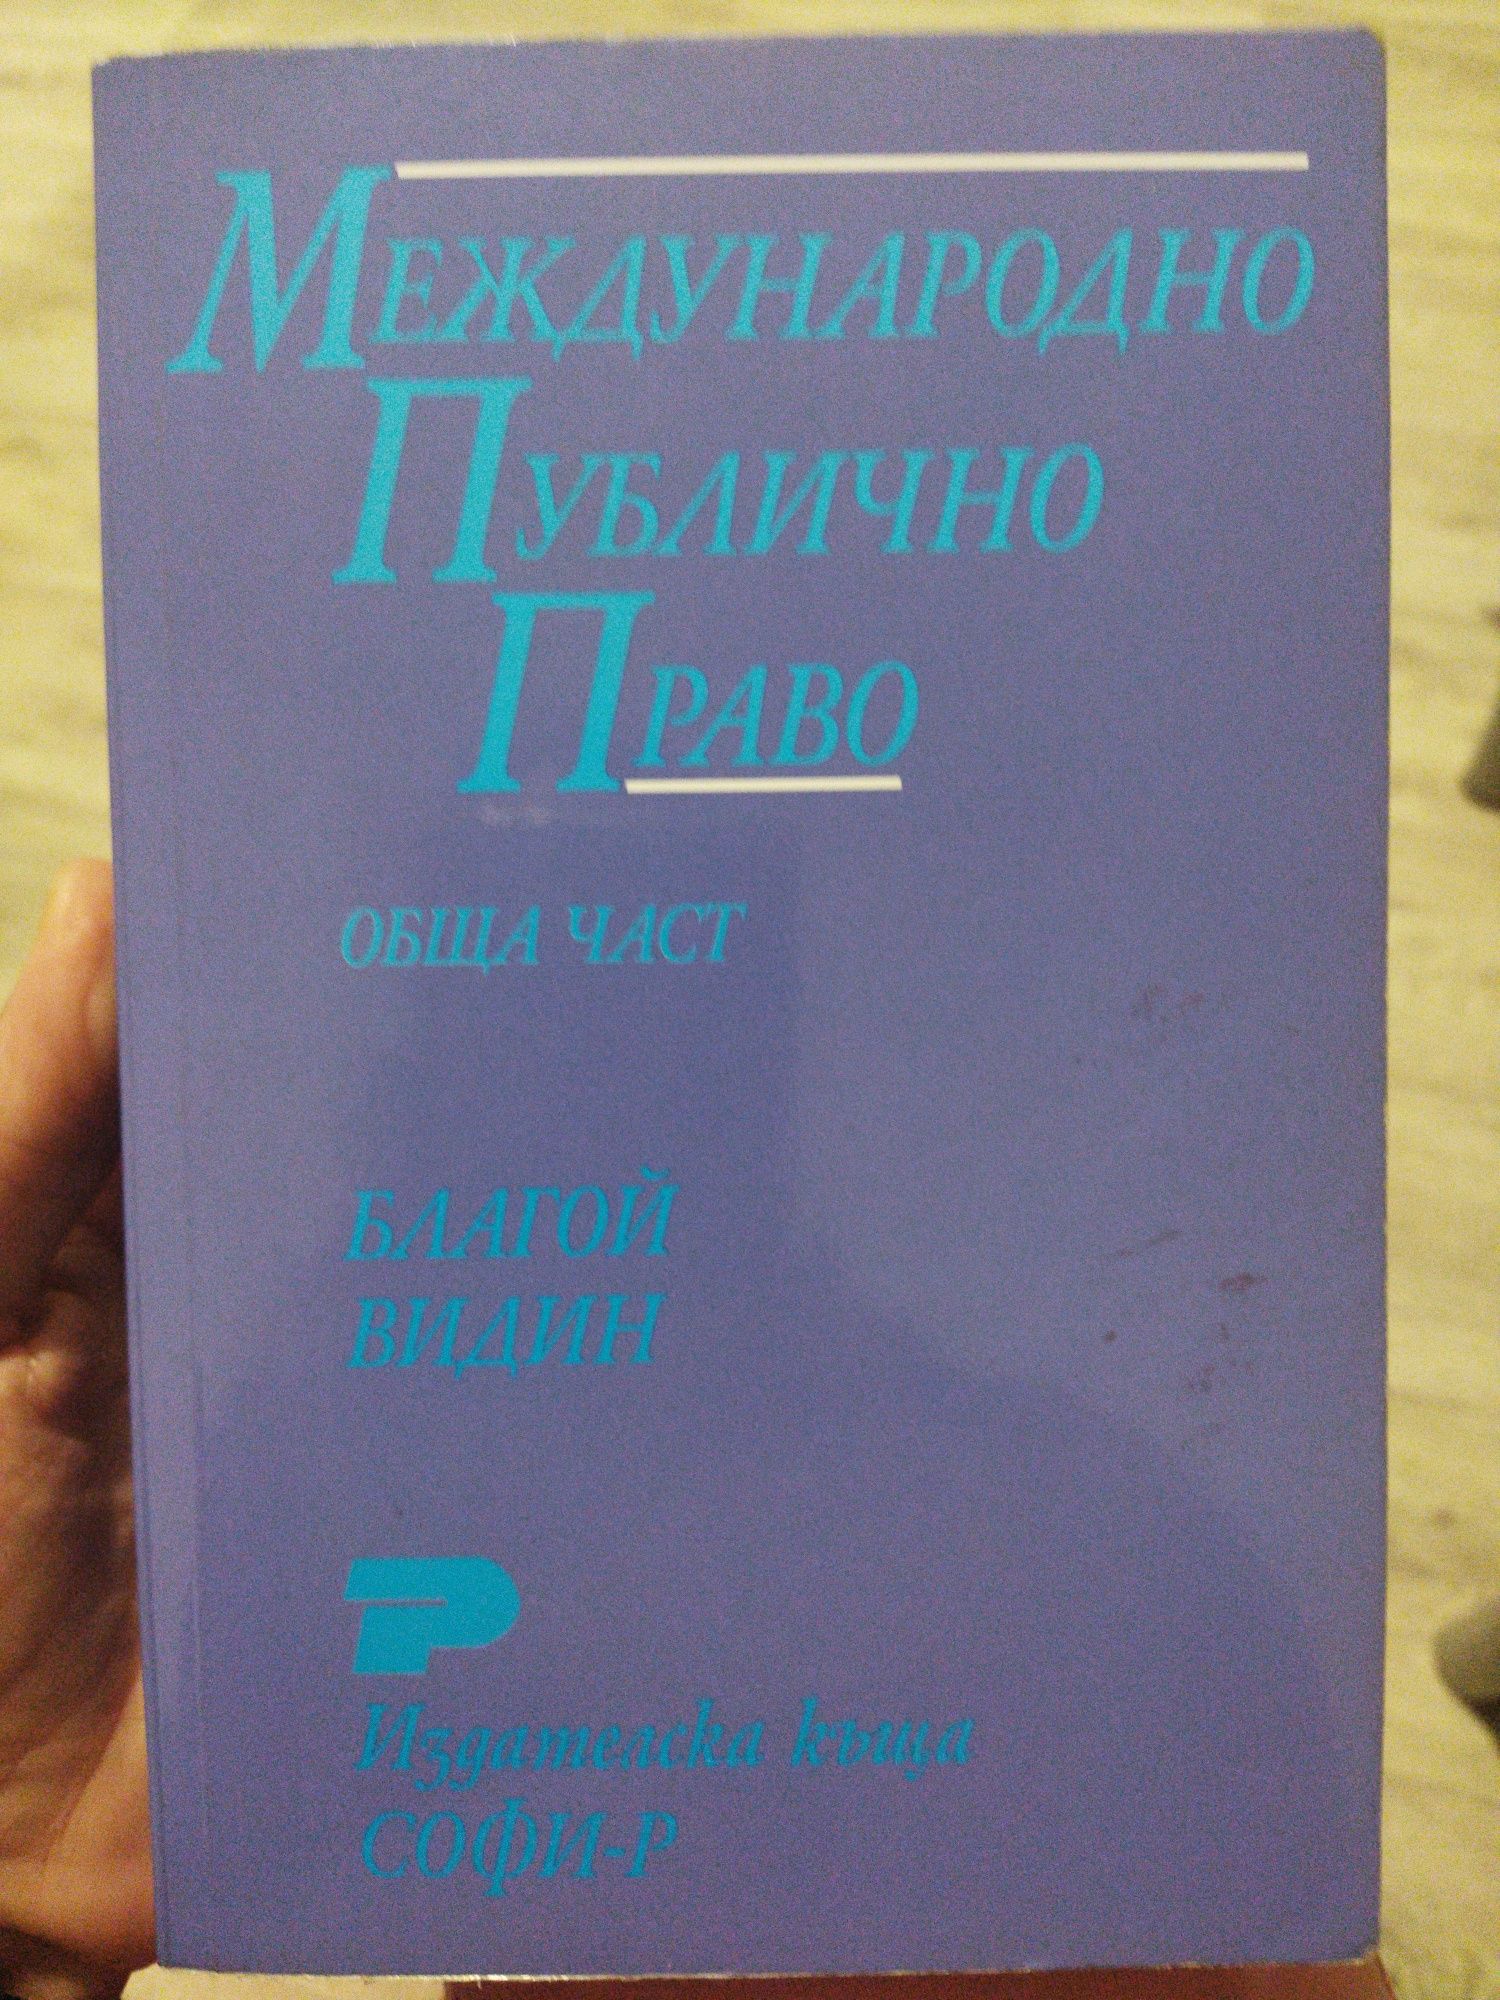 МЕЖДУНАРОДНО
ПУБЛИЧНО
ПРАВО
ОБЩА ЧАСТ
БЛАГОЙ
ВИДИН
Издателска къща
СОФИ-Р